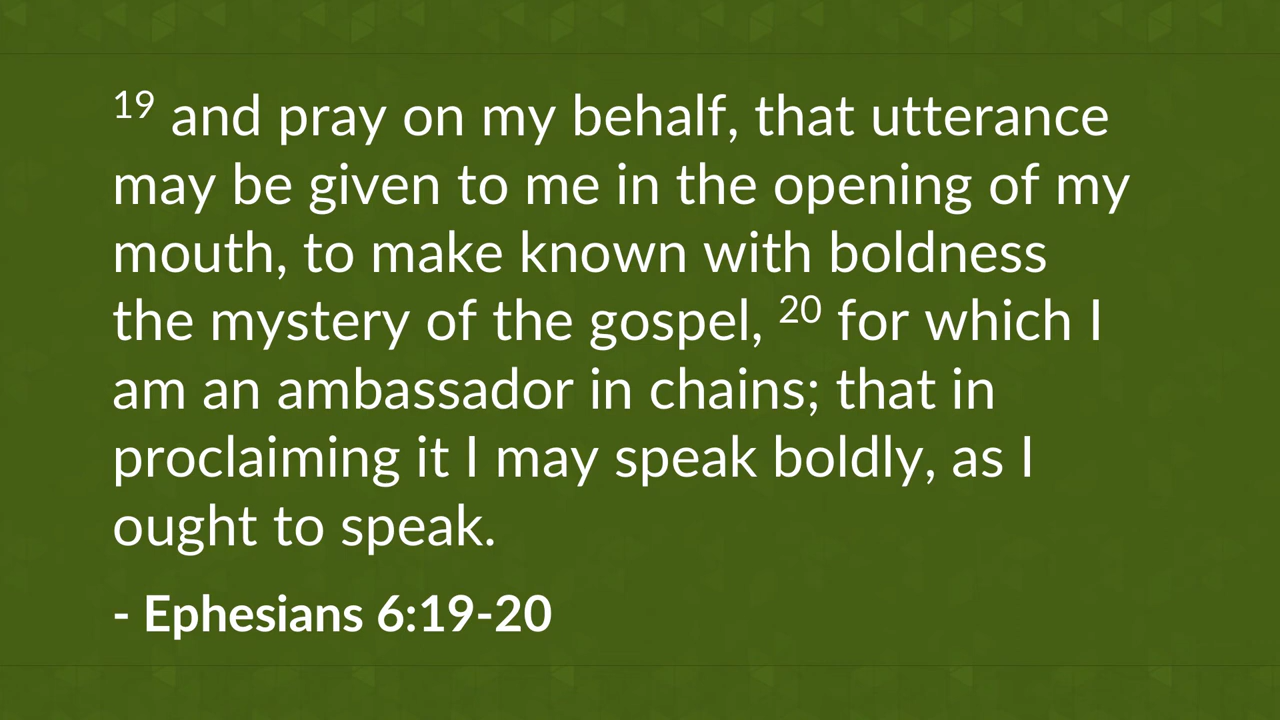 19 and pray on my behalf, that utterance
may be given to me in the opening of my
mouth, to make known with boldness
the mystery of the gospel, 20 for which I
am an ambassador in chains; that in
proclaiming it I may speak boldly, as I
ought to speak.
- Ephesians 6:19-20